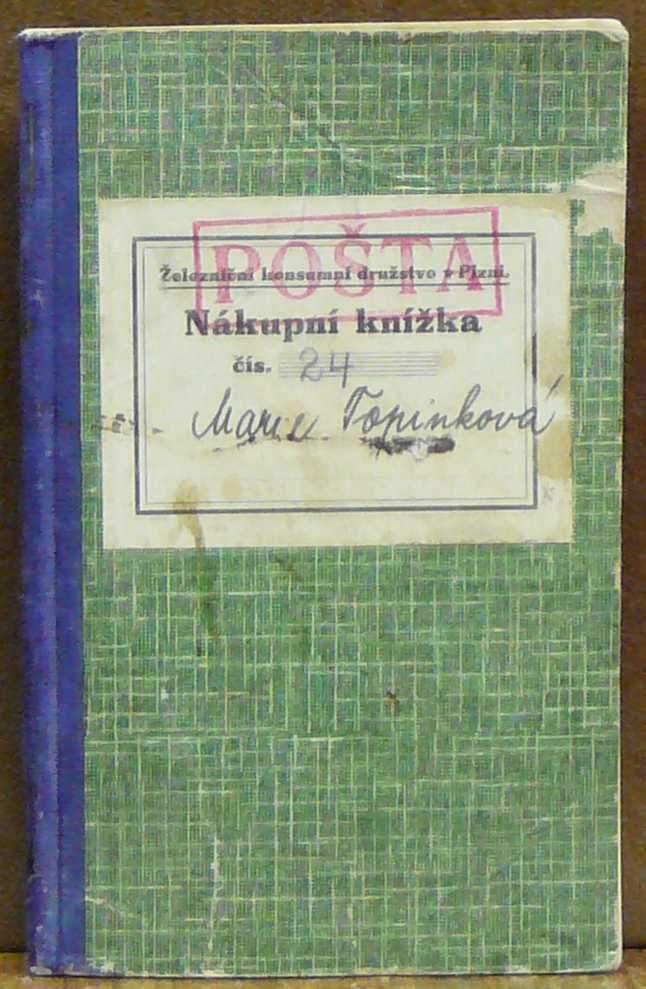 POŠTA
Železniční konsumní družstvo v Plzni.
Nákupní knížka
čís. 24
Marie Topinková